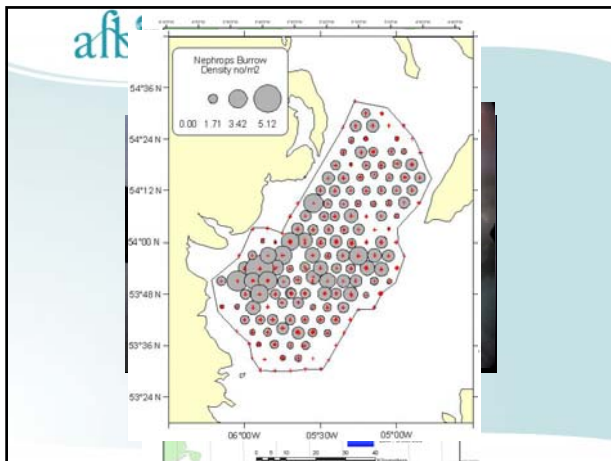 afbi
Nephrops Burrow
Density no/m2
0.00 1.71 3.42 5.12
54°36 N
54°24 N
54°12 N
54°00 N
53°48 N
53°36 N
53°24 N
06°00W 05°30W 05°00W